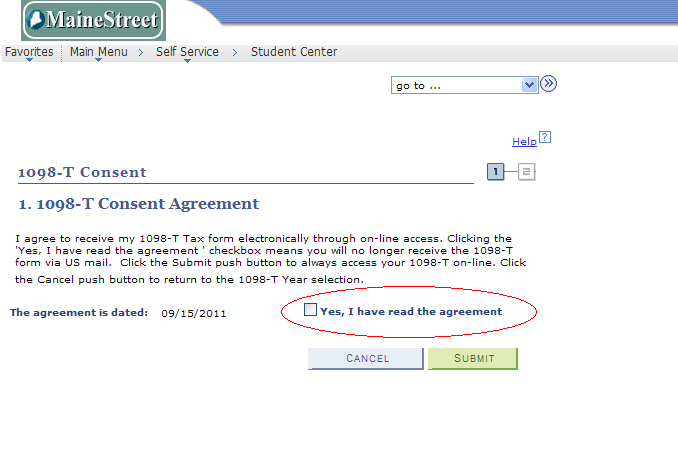 MaineStreet
Favorites Main Menu > Self Service > Student Center
go to ...
Help ?
1098-T Consent 1 2
1. 1098-T Consent Agreement
I agree to receive my 1098-T Tax form electronically through on-line access. Clicking the
'Yes, I have read the agreement ' checkbox means you will no longer receive the 1098-T
form via US mail. Click the Submit push button to always access your 1098-T on-line. Click
the Cancel push button to return to the 1098-T Year selection.
The agreement is dated: 09/15/2011 Yes, I have read the agreement
CANCEL SUBMIT